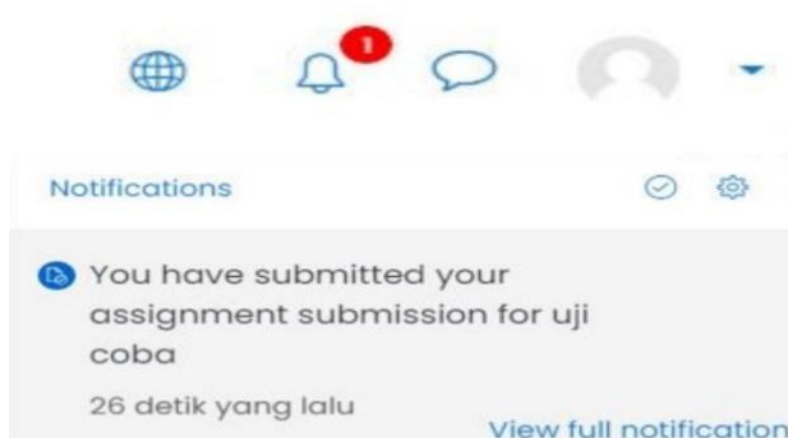 1
Notifications
You have submitted your
assignment submission for uji
coba
26 detik yang lalu
View full notification